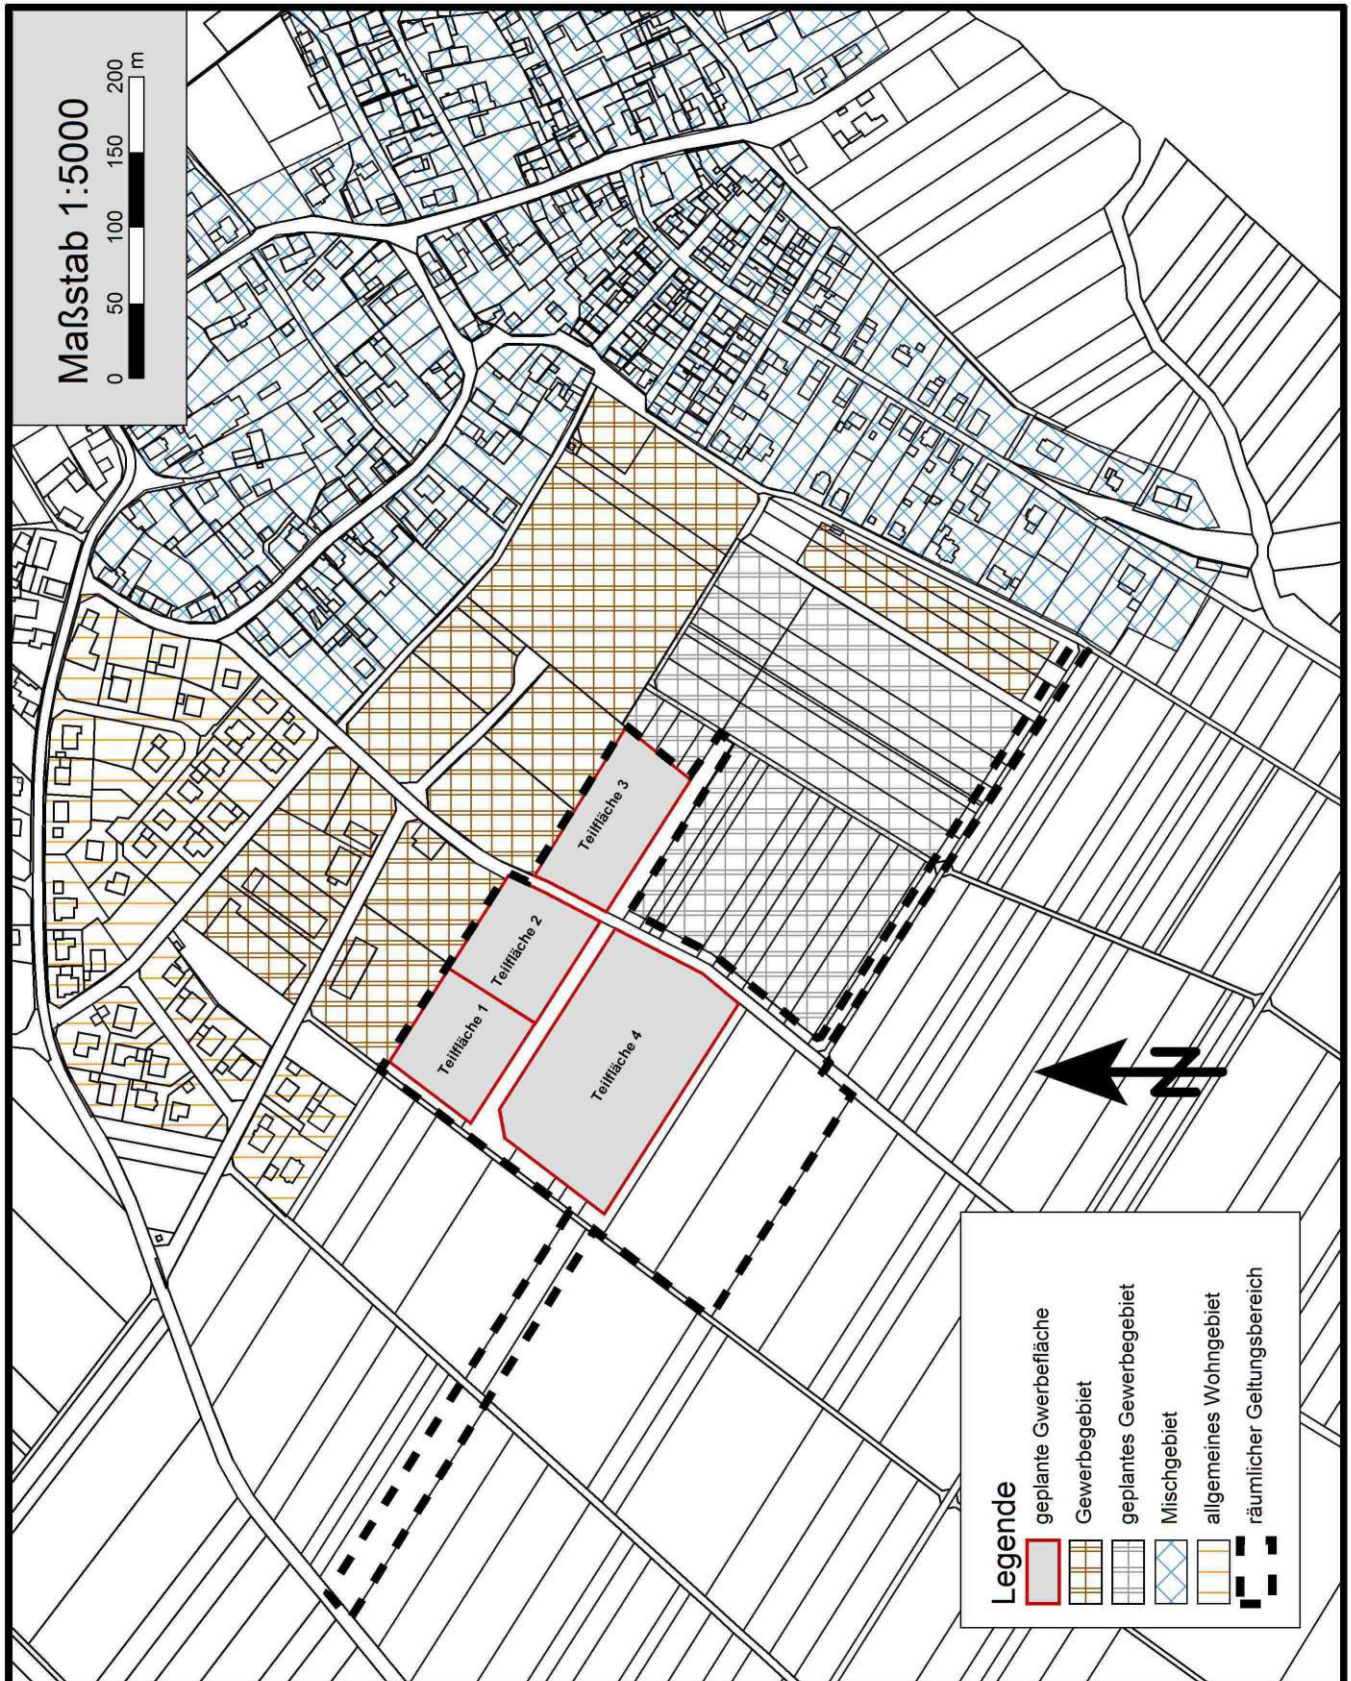 Maßstab 1:5000
0 50 100 150 200
m
Teilfläche 1
Teilfläche 2
Teilfläche 3
Teilfläche 4
N
Legende
geplante Gwerbefläche
Gewerbegebiet
geplantes Gewerbegebiet
Mischgebiet
allgemeines Wohngebiet
räumlicher Geltungsbereich